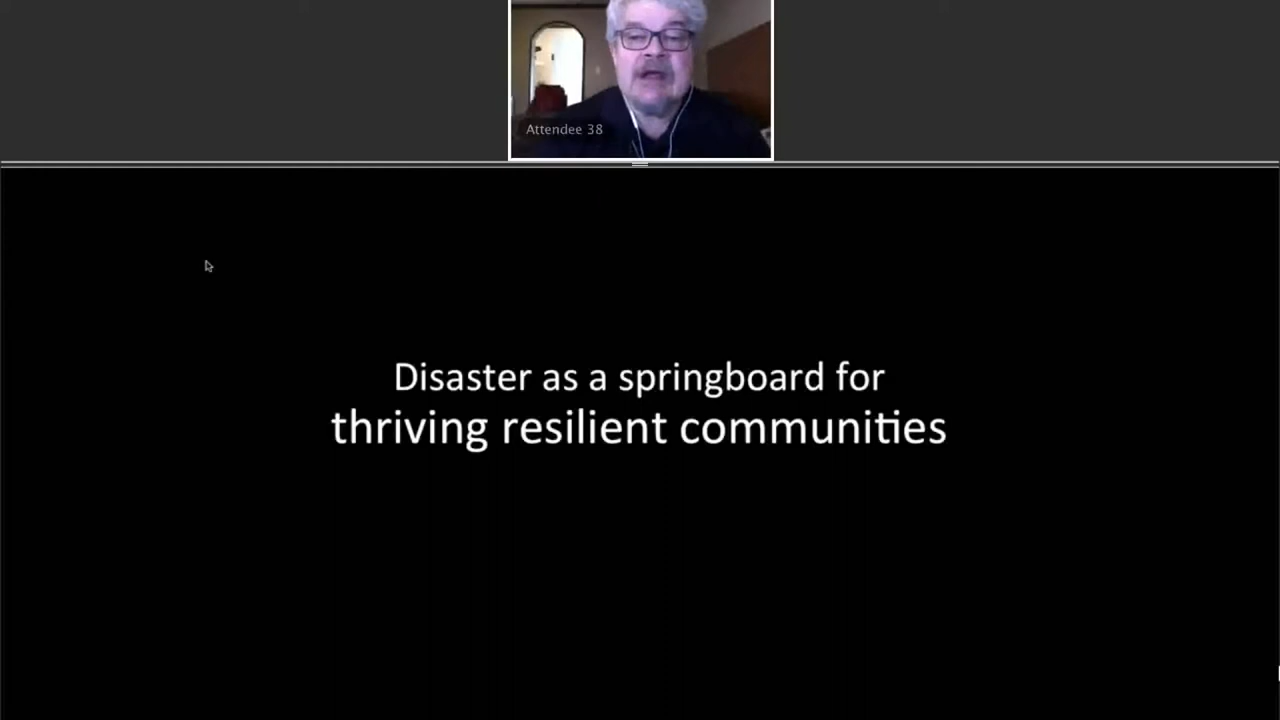 Attendee 38
Disaster as a springboard for
thriving resilient communities